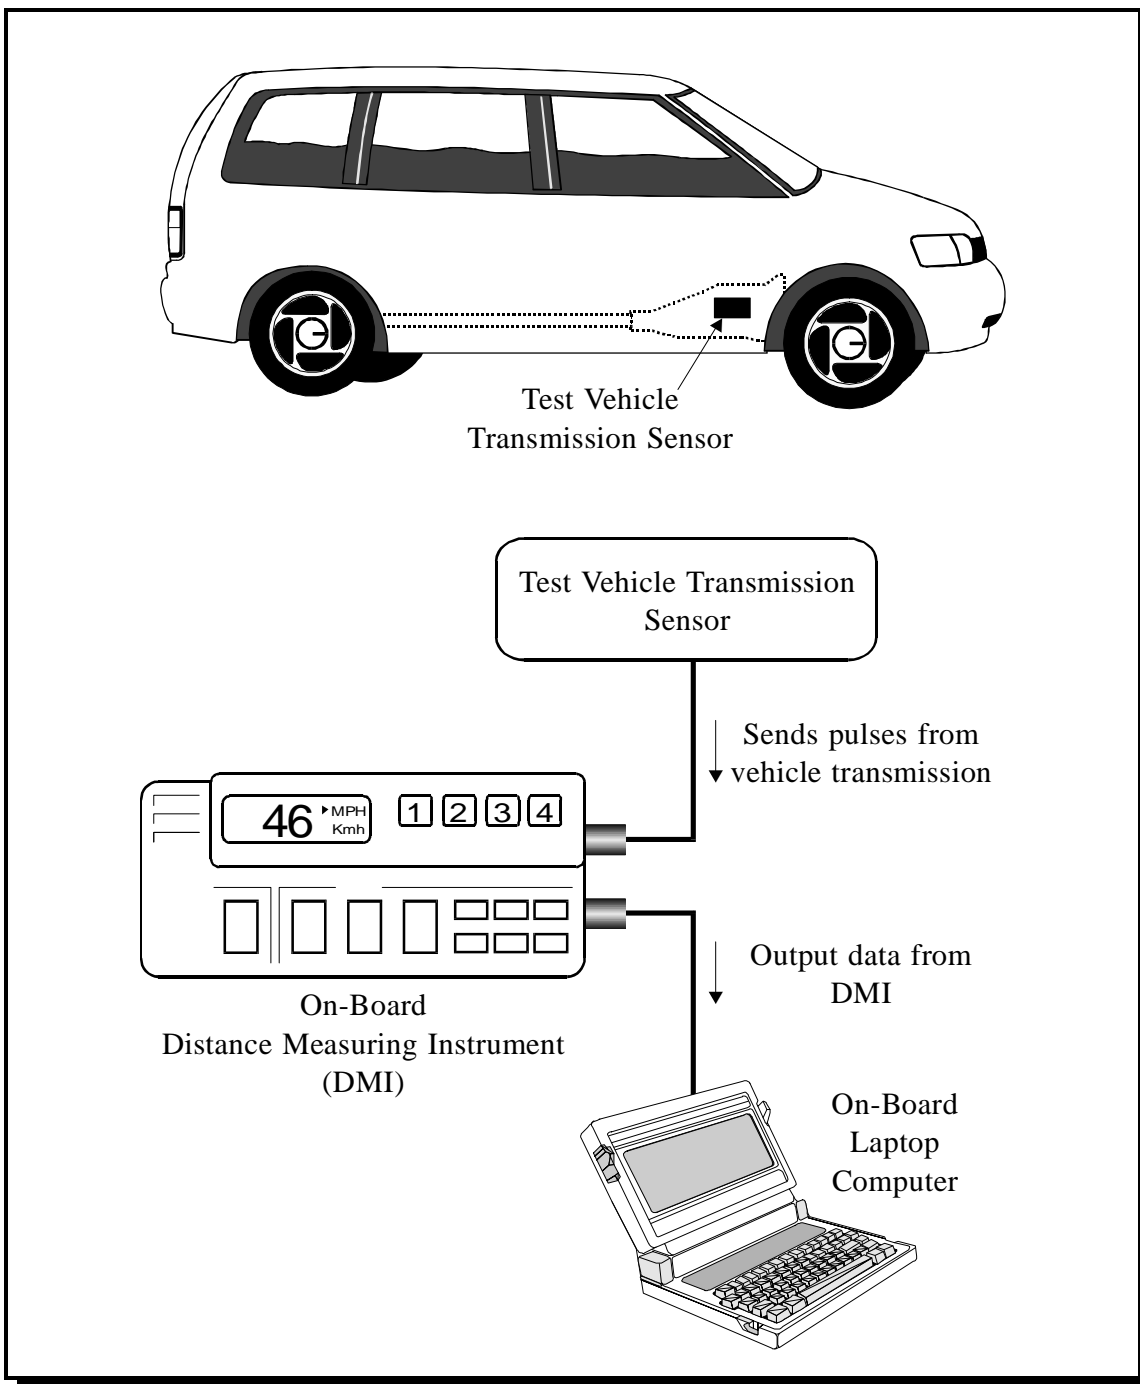 Test Vehicle
Transmission Sensor
Test Vehicle Transmission
Sensor
Sends pulses from
vehicle transmission
46
MPH
Kmh
1 2 3 4
Output data from
DMI
On-Board
Distance Measuring Instrument
(DMI)
On-Board
Laptop
Computer